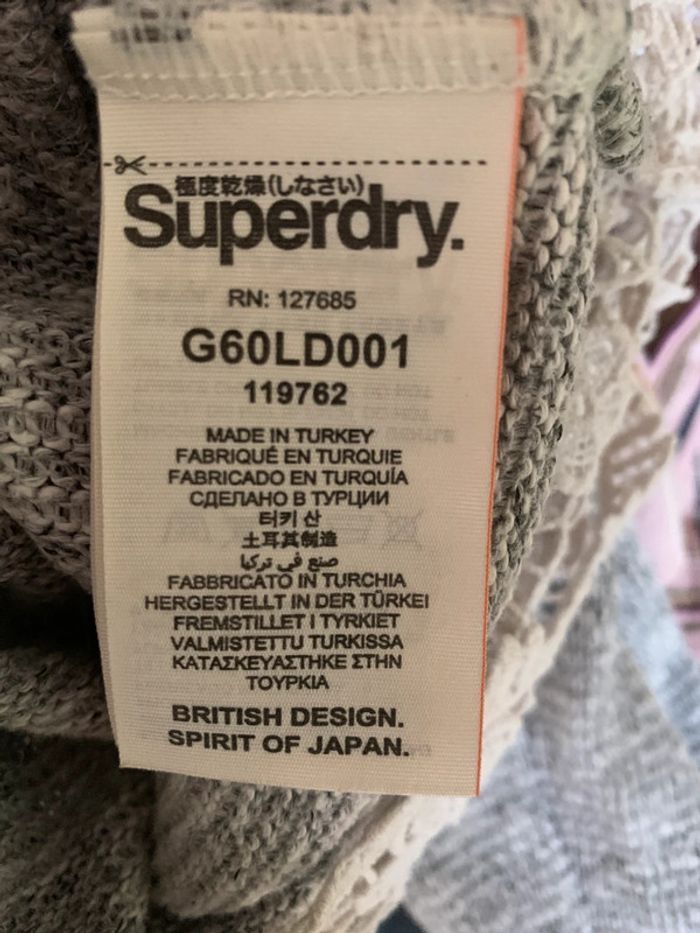 極度乾燥(しなさい)
Superdry.
RN: 127685
G60LD001
119762
MADE IN TURKEY
FABRIQUÉ EN TURQUIE
FABRICADO EN TURQUÍA
СДЕЛАНО В ТУРЦИИ
터키 산
土耳其制造
صنع في تركيا
FABBRICATO IN TURCHIA
HERGESTELLT IN DER TÜRKEI
FREMSTILLET I TYRKIET
VALMISTETTU TURKISSA
ΚΑΤΑΣΚΕΥΑΣΤΗΚΕ ΣΤΗΝ
ΤΟΥΡΚΙΑ
BRITISH DESIGN.
SPIRIT OF JAPAN.